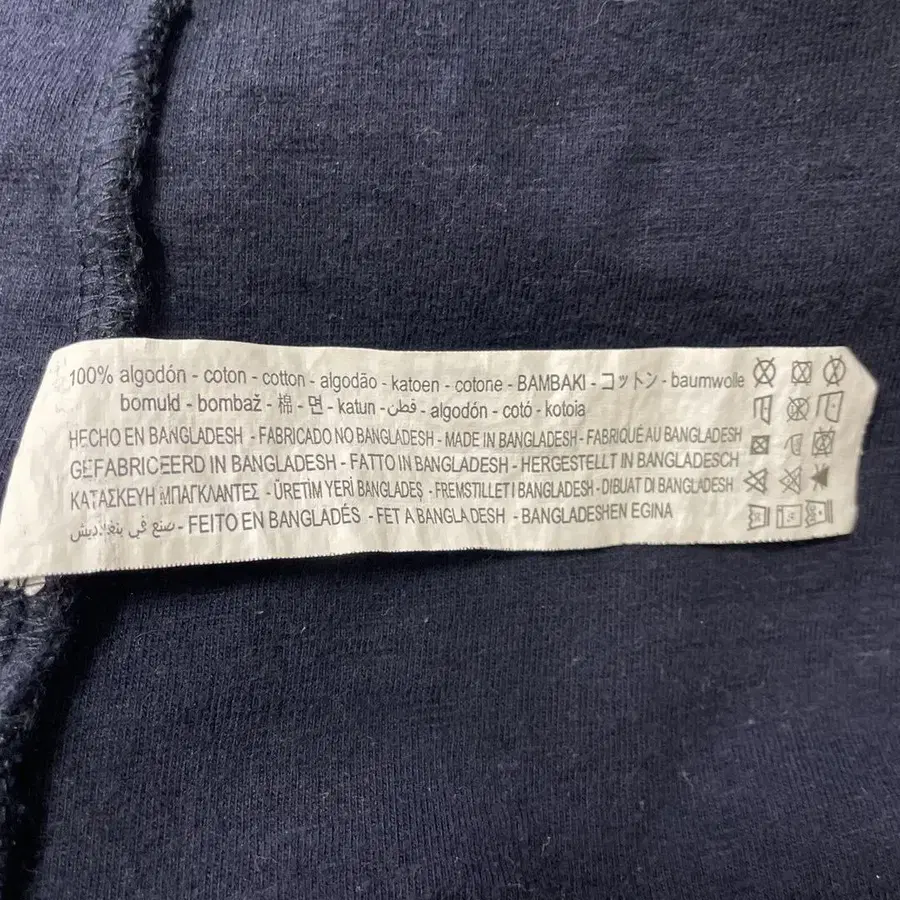 100% algodón - coton - cotton - algodão - katoen - cotone - BAMBAKI - コットン - baumwolle
bomuld - bombaž - 棉 - 면 - katun - قطن - algodón - cotó - kotoia
HECHO EN BANGLADESH - FABRICADO NO BANGLADESH - MADE IN BANGLADESH - FABRIQUÉ AU BANGLADESH
GEFABRICEERD IN BANGLADESH - FATTO IN BANGLADESH - HERGESTELLT IN BANGLADESCH
ΚΑΤΑΣΚΕΥΗ ΜΠΑΓΚΛΑΝΤΕΣ - ÜRETİM YERİ BANGLADEŞ - FREMSTILLET I BANGLADESH - DIBUAT DI BANGLADESH
صنع في بنغلاديش - FEITO EN BANGLADÉS - FET A BANGLADESH - BANGLADESHEN EGINA